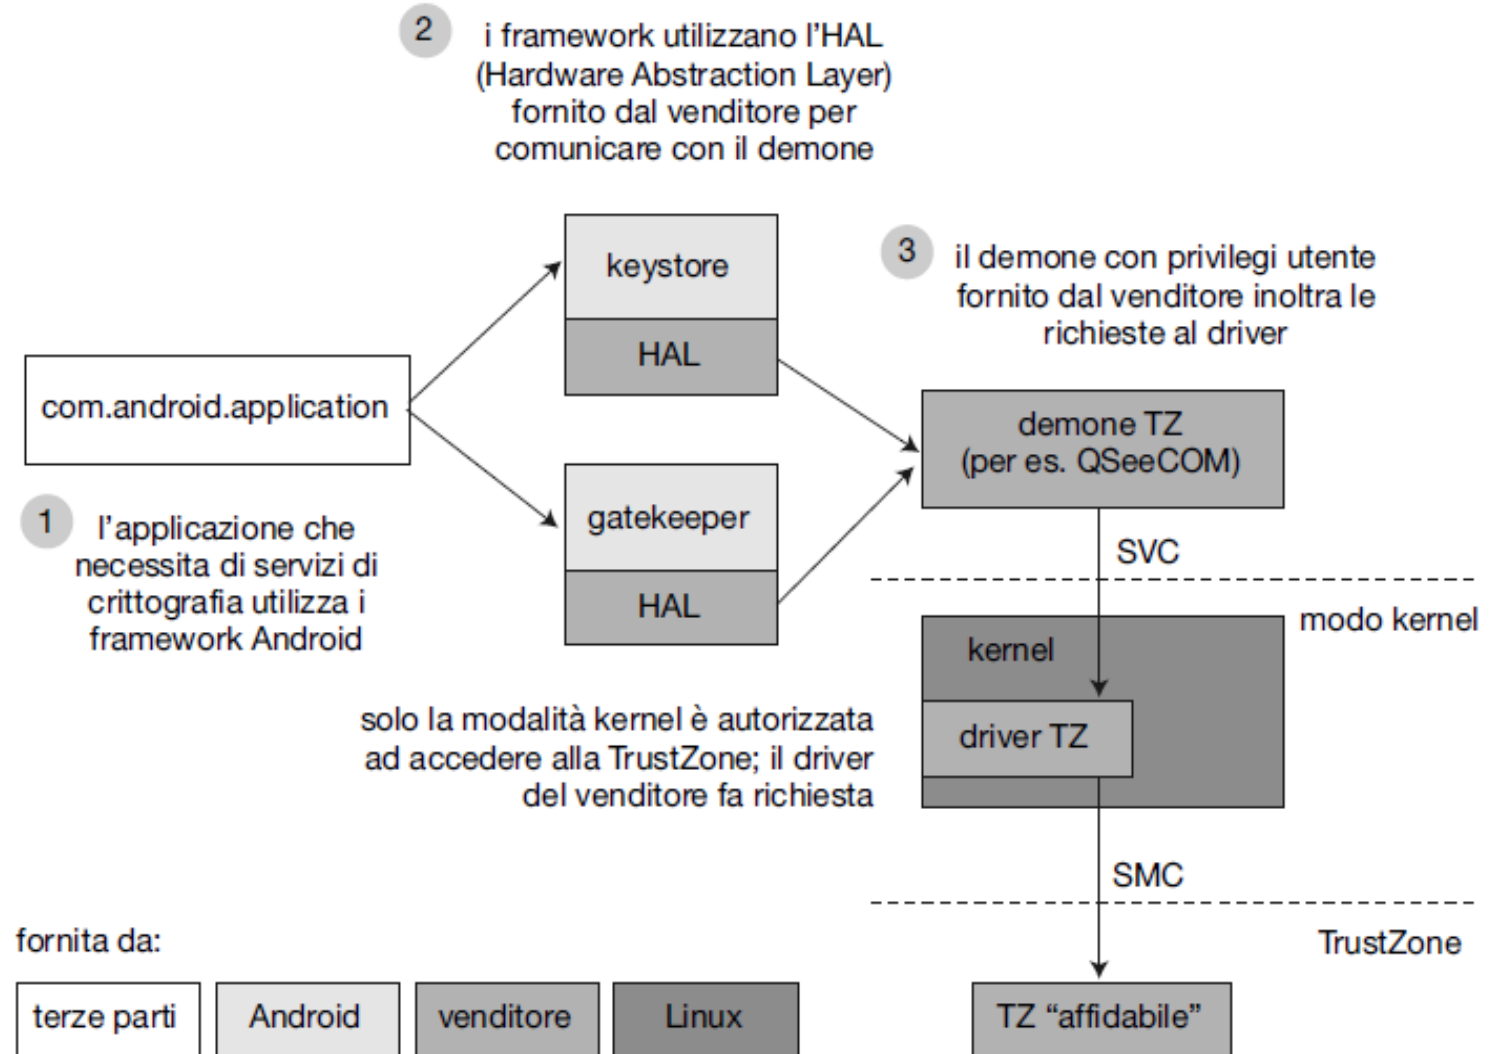 2
i framework utilizzano l'HAL
(Hardware Abstraction Layer)
fornito dal venditore per
comunicare con il demone
keystore
HAL
3
il demone con privilegi utente
fornito dal venditore inoltra le
richieste al driver
com.android.application
demone TZ
(per es. QSeeCOM)
1
l'applicazione che
necessita di servizi di
crittografia utilizza i
framework Android
gatekeeper
HAL
SVC
modo kernel
kernel
driver TZ
solo la modalità kernel è autorizzata
ad accedere alla TrustZone; il driver
del venditore fa richiesta
SMC
TrustZone
fornita da:
terze parti
Android
venditore
Linux
TZ “affidabile”